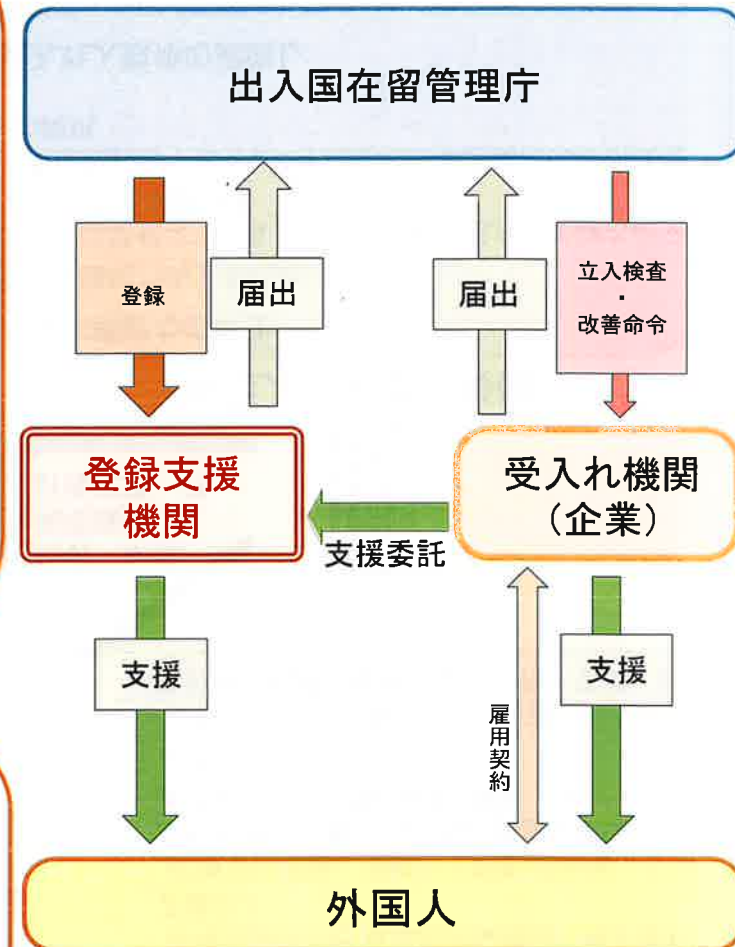 出入国在留管理庁
登録
届出
届出
立入検査
・
改善命令
登録支援
機関
受入れ機関
（企業）
支援委託
支援
雇用契約
支援
外国人